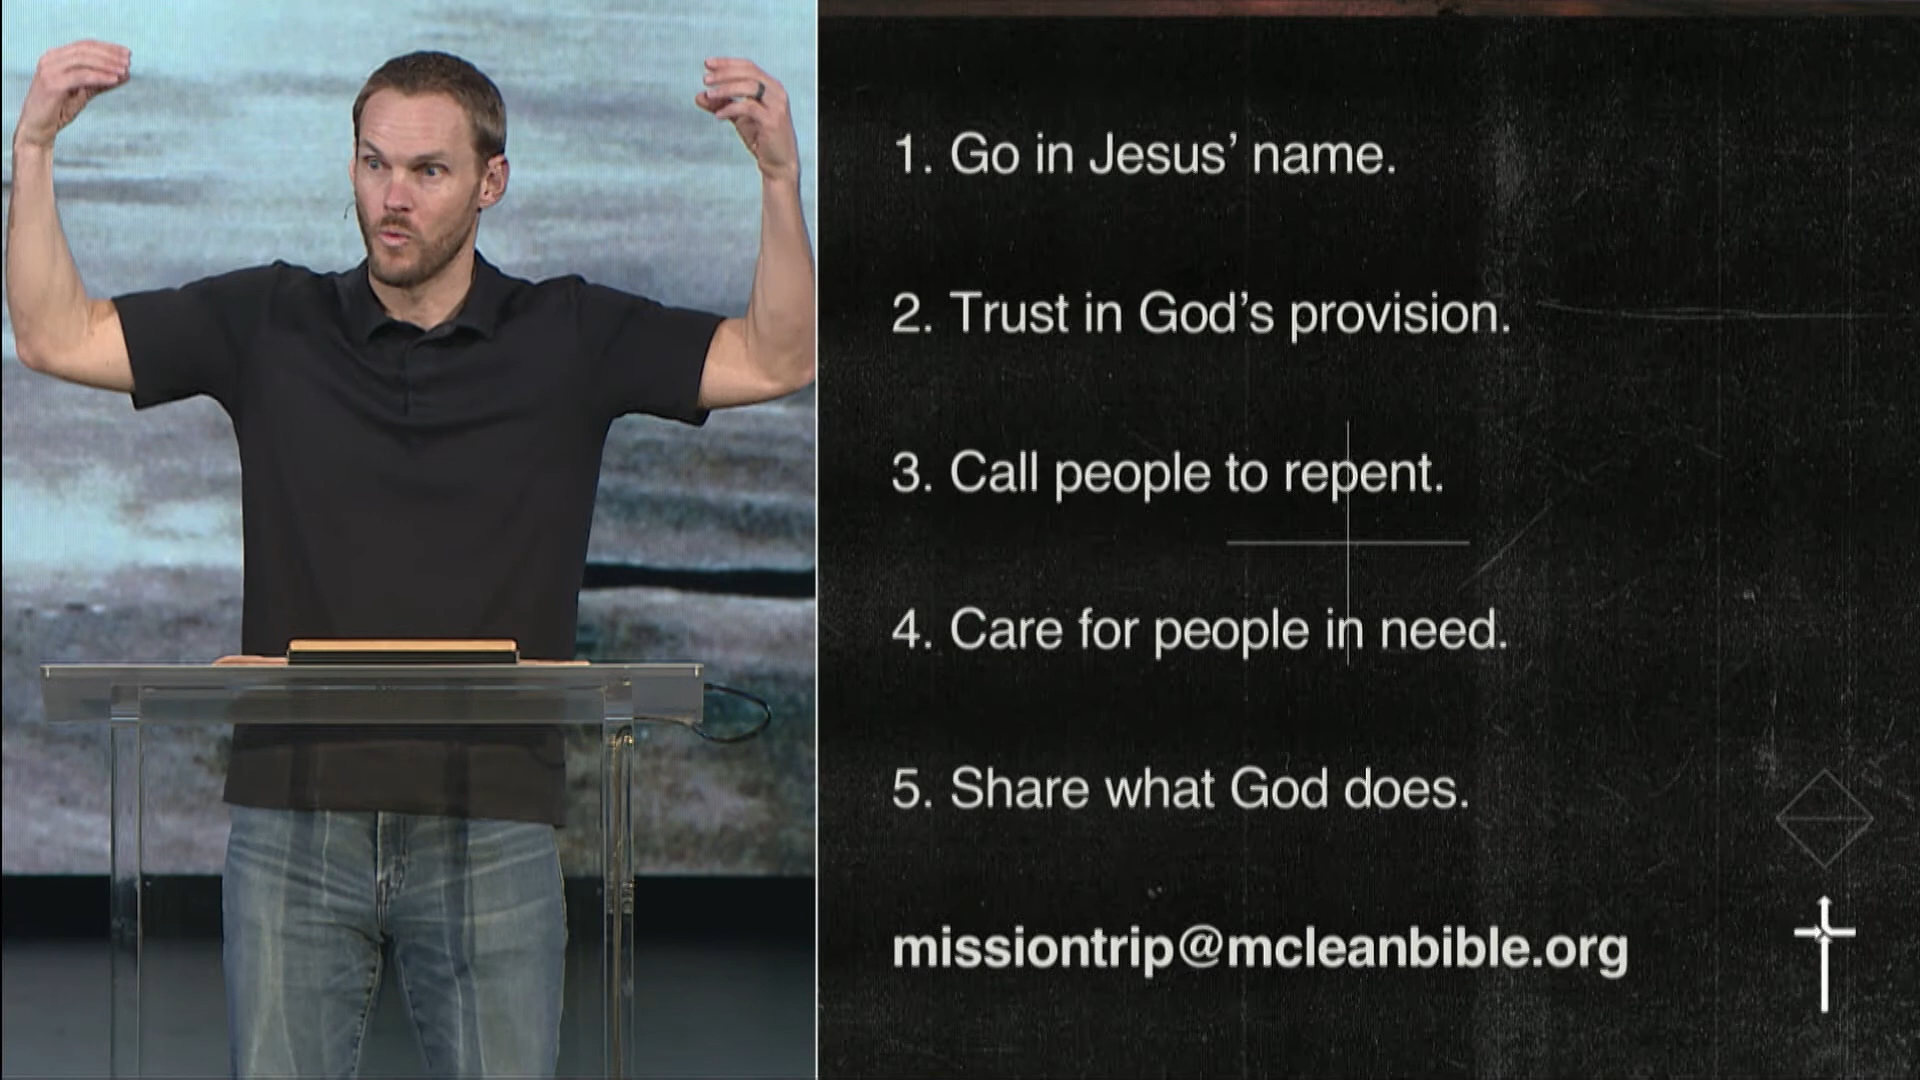 1. Go in Jesus’ name.
2. Trust in God’s provision.
3. Call people to repent.
4. Care for people in need.
5. Share what God does.
missiontrip@mcleanbible.org